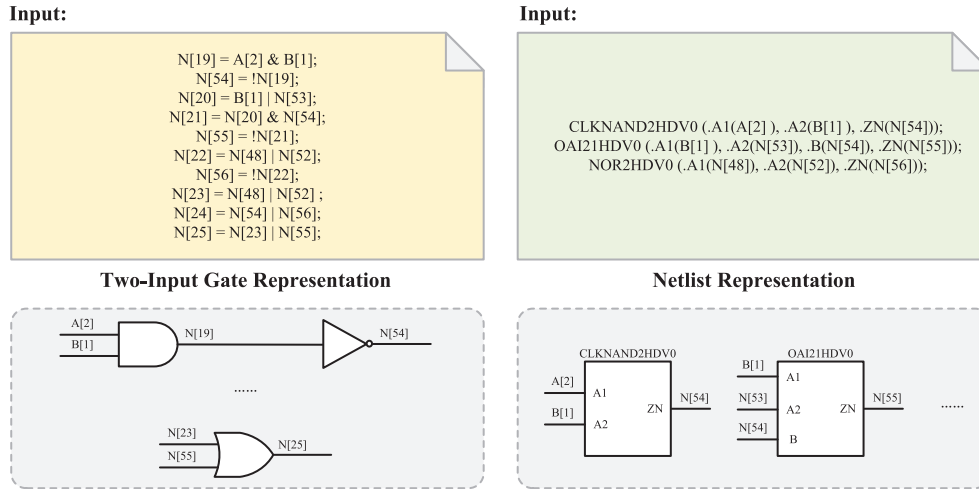 Input:
N[19] = A[2] & B[1];
N[54] = !N[19];
N[20] = B[1] | N[53];
N[21] = N[20] & N[54];
N[55] = !N[21];
N[22] = N[48] | N[52];
N[56] = !N[22];
N[23] = N[48] | N[52] ;
N[24] = N[54] | N[56];
N[25] = N[23] | N[55];
Two-Input Gate Representation
A[2]
B[1]
N[19]
N[54]
......
N[23]
N[55]
N[25]
Input:
CLKNAND2HDV0 (.A1(A[2] ), .A2(B[1] ), .ZN(N[54]));
OAI21HDV0 (.A1(B[1] ), .A2(N[53]), .B(N[54]), .ZN(N[55]));
NOR2HDV0 (.A1(N[48]), .A2(N[52]), .ZN(N[56]));
Netlist Representation
CLKNAND2HDV0
A[2]
B[1]
A1
A2
ZN
N[54]
OAI21HDV0
B[1]
N[53]
N[54]
A1
A2
B
ZN
N[55]
......